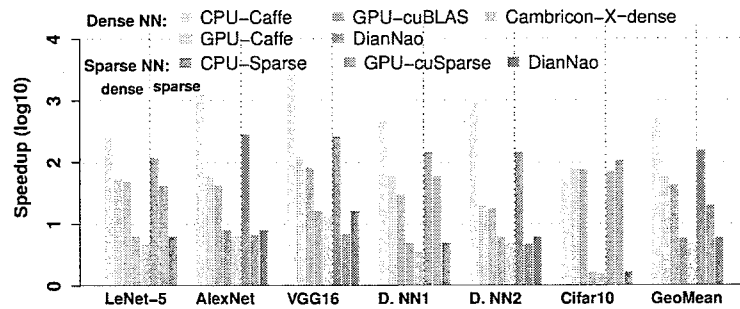 Dense NN: CPU-Caffe GPU-cuBLAS Cambricon-X-dense
GPU-Caffe DianNao
Sparse NN: CPU-Sparse GPU-cuSparse DianNao
dense sparse
Speedup (log10)
4
3
2
1
0
LeNet-5 AlexNet VGG16 D. NN1 D. NN2 Cifar10 GeoMean